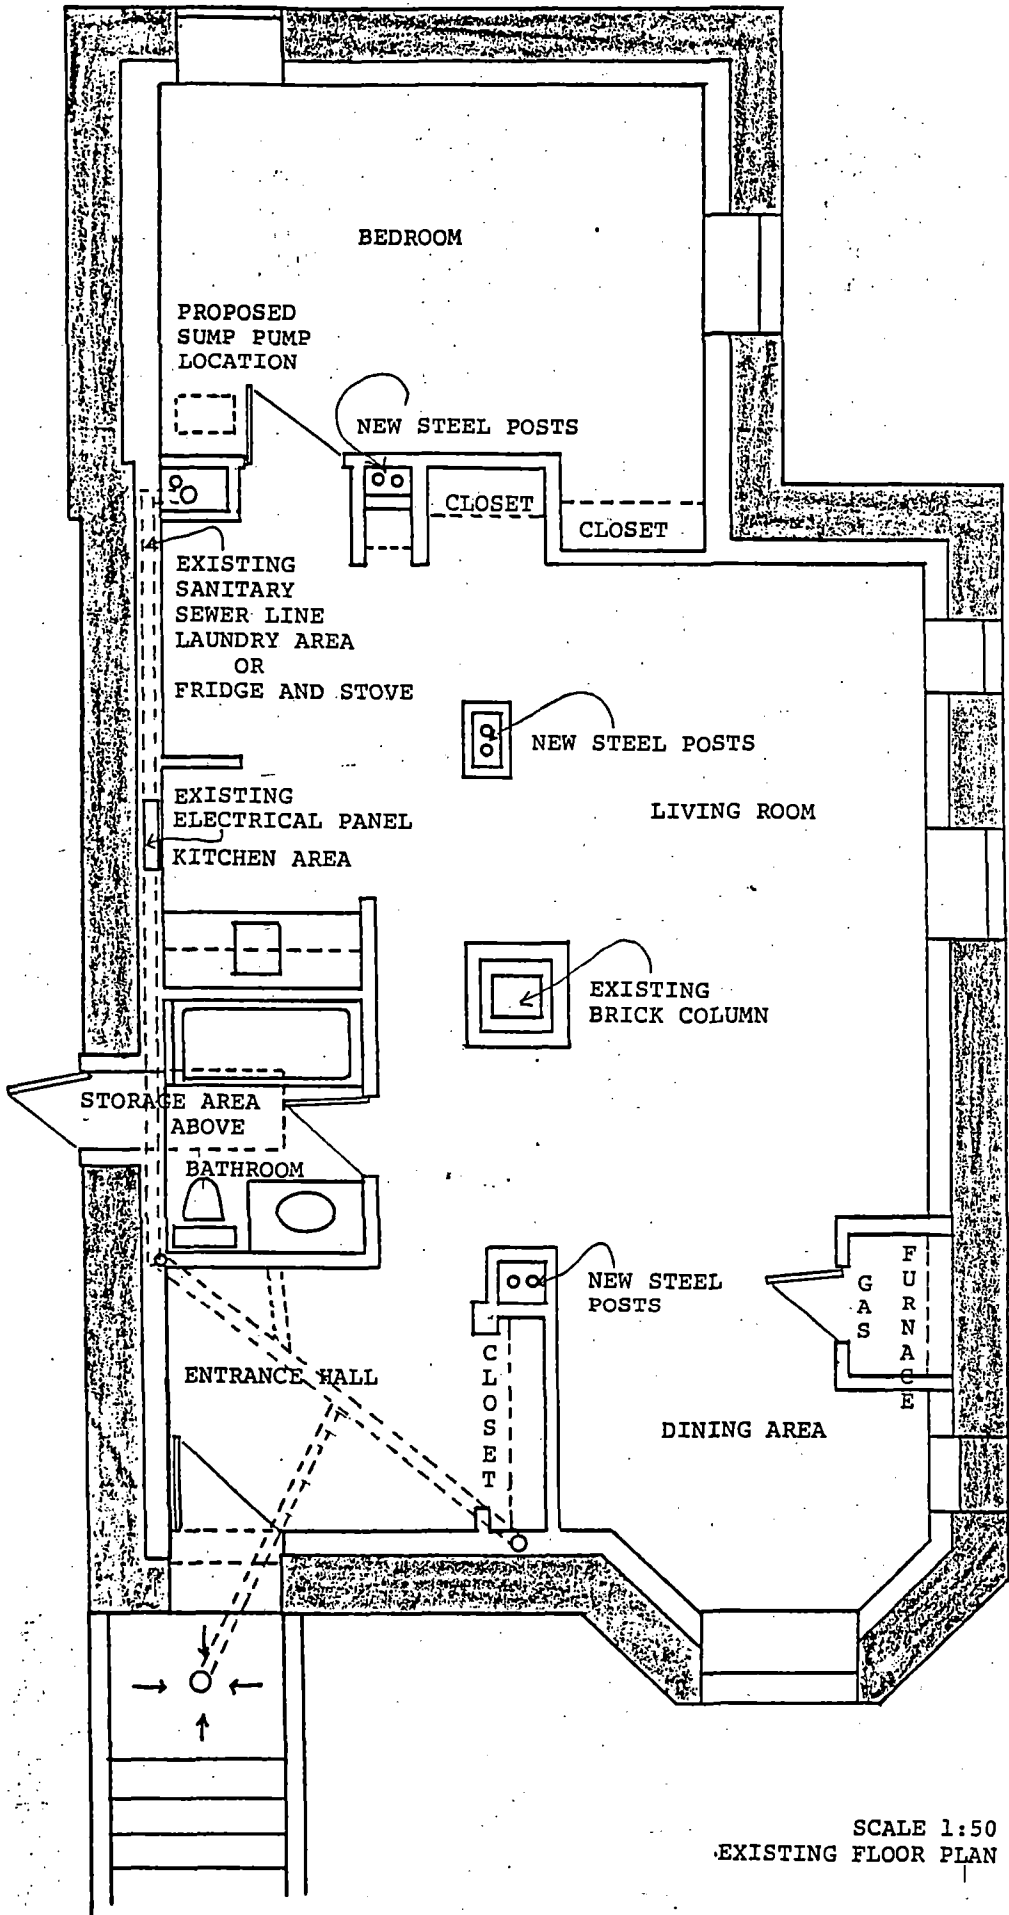 BEDROOM
PROPOSED
SUMP PUMP
LOCATION
NEW STEEL POSTS
CLOSET
CLOSET
EXISTING
SANITARY
SEWER LINE
LAUNDRY AREA
OR
FRIDGE AND STOVE
NEW STEEL POSTS
LIVING ROOM
EXISTING
ELECTRICAL PANEL
KITCHEN AREA
EXISTING
BRICK COLUMN
STORAGE AREA
ABOVE
BATHROOM
NEW STEEL
POSTS
GAS
FURNACE
ENTRANCE HALL
CLOSET
DINING AREA
SCALE 1:50
EXISTING FLOOR PLAN